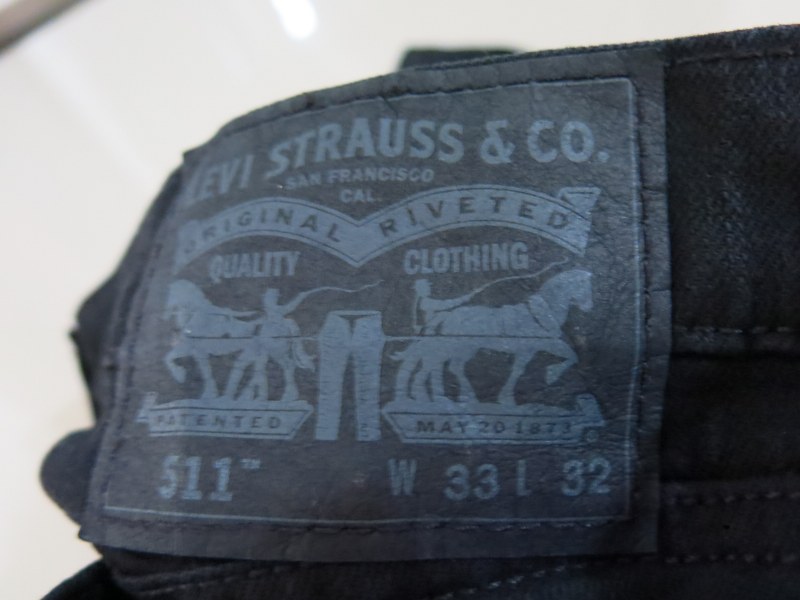 LEVI STRAUSS & CO.
SAN FRANCISCO
CAL.
ORIGINAL RIVETED
QUALITY CLOTHING
PATENTED MAY 20 1873
511™ W 33 L 32